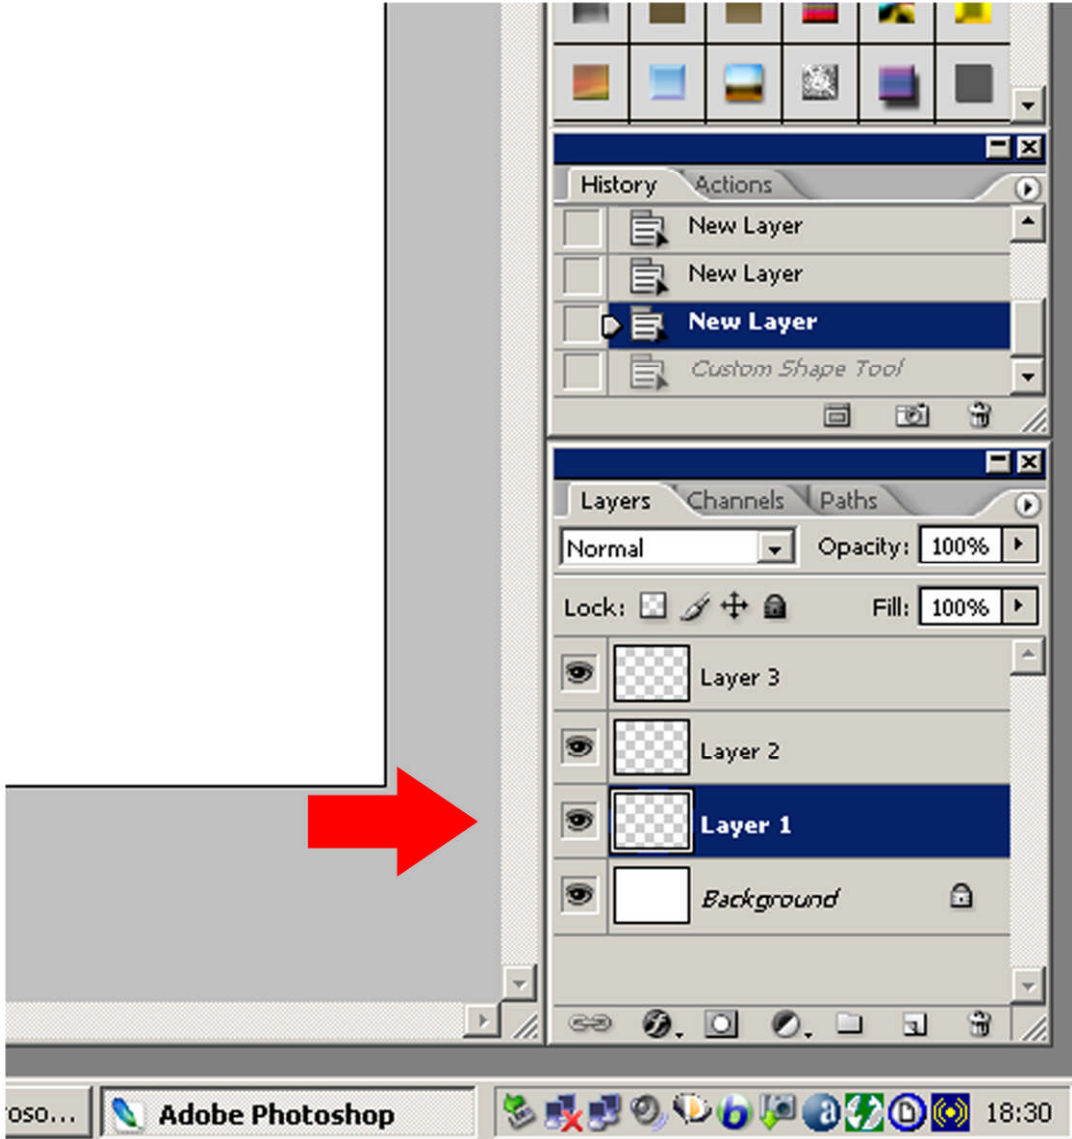 History Actions
New Layer
New Layer
New Layer
Custom Shape Tool
Layers Channels Paths
Normal Opacity: 100%
Lock: Fill: 100%
Layer 3
Layer 2
Layer 1
Background
oso... Adobe Photoshop 18:30